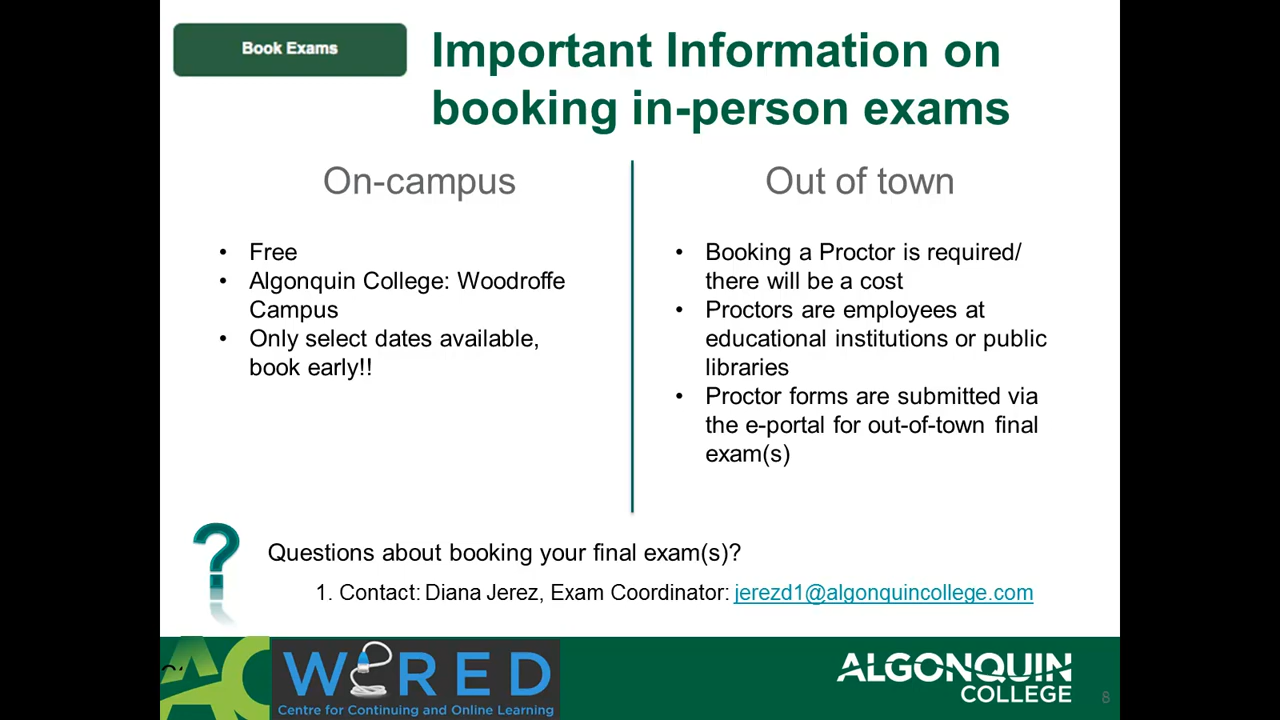 Book Exams
Important Information on
booking in-person exams
On-campus
• Free
• Algonquin College: Woodroffe
Campus
• Only select dates available,
book early!!
Out of town
• Booking a Proctor is required/
there will be a cost
• Proctors are employees at
educational institutions or public
libraries
• Proctor forms are submitted via
the e-portal for out-of-town final
exam(s)
?
Questions about booking your final exam(s)?
1. Contact: Diana Jerez, Exam Coordinator: jerezd1@algonquincollege.com
AC
WiRED
Centre for Continuing and Online Learning
ALGONQUIN
COLLEGE
8